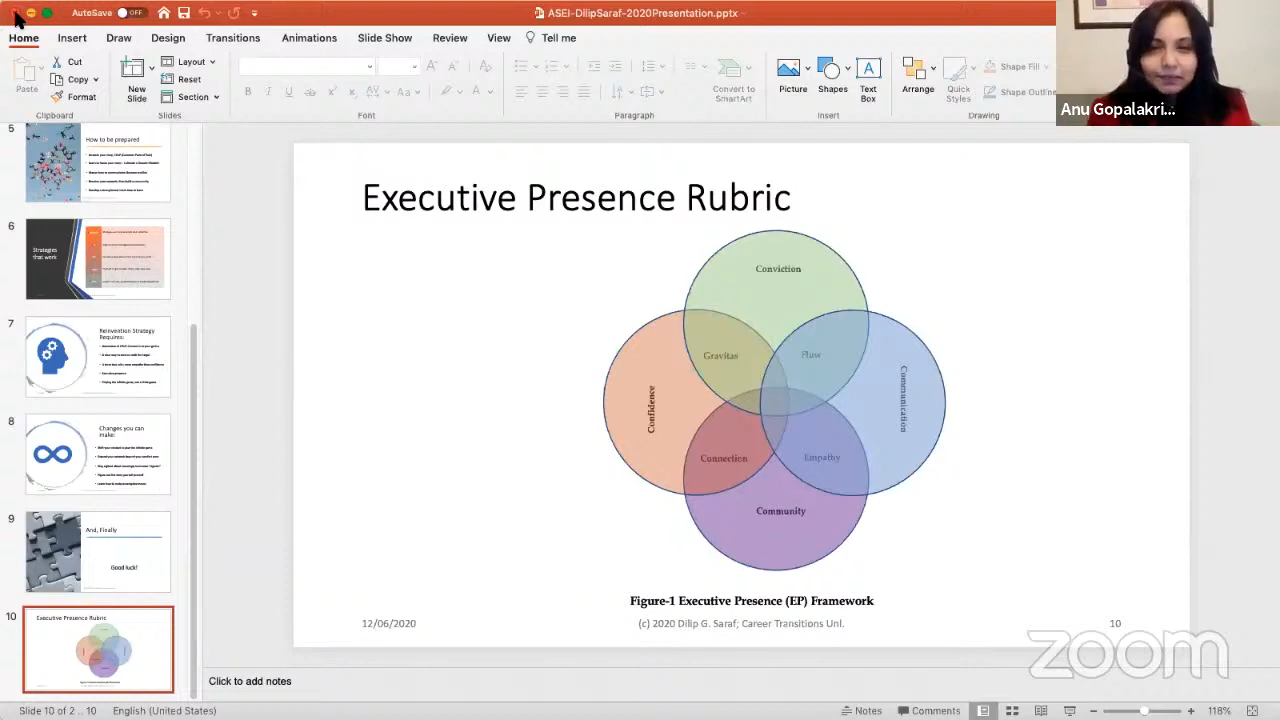 AutoSave OFF
ASEI-DilipSaraf-2020Presentation.pptx
Home Insert Draw Design Transitions Animations Slide Show Review View Tell me
Paste
Cut
Copy
Format
Clipboard
New Slide
Layout
Reset
Section
Slides
Font
Paragraph
Convert to SmartArt
Picture
Shapes
Text Box
Insert
Arrange
Quick Styles
Shape Fill
Shape Outline
Drawing
Anu Gopalakri...
5
How to be prepared
6
Strategies
that work
7
Reinvention Strategy
Requires:
8
Changes you can
make:
9
And, Finally
Good luck!
10
Executive Presence Rubric
Executive Presence Rubric
Conviction
Gravitas
Flow
Confidence
Communication
Connection
Empathy
Community
Figure-1 Executive Presence (EP) Framework
12/06/2020
(c) 2020 Dilip G. Saraf; Career Transitions Unl.
10
zoom
Click to add notes
Slide 10 of 2 ... 10
English (United States)
Notes
Comments
118%